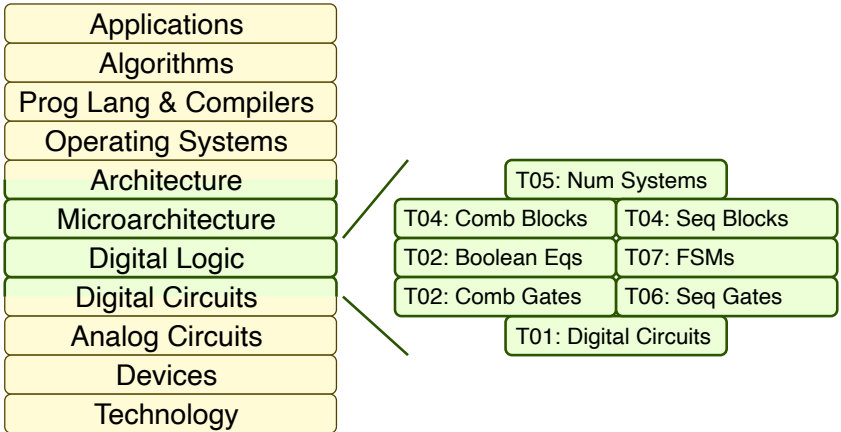 Applications
Algorithms
Prog Lang & Compilers
Operating Systems
Architecture
Microarchitecture
Digital Logic
Digital Circuits
Analog Circuits
Devices
Technology
T05: Num Systems
T04: Comb Blocks
T04: Seq Blocks
T02: Boolean Eqs
T07: FSMs
T02: Comb Gates
T06: Seq Gates
T01: Digital Circuits